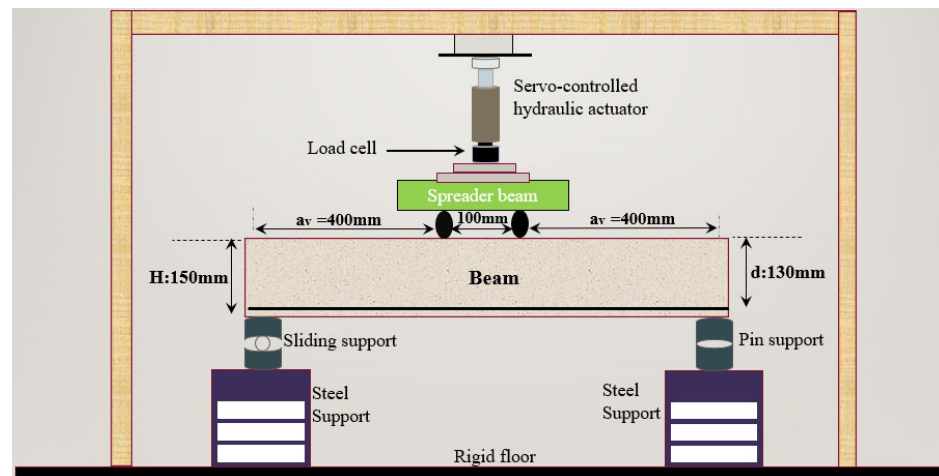 Servo-controlled
hydraulic actuator
Load cell
Spreader beam
av =400mm
100mm
av =400mm
H:150mm
Beam
d:130mm
Sliding support
Pin support
Steel
Support
Steel
Support
Rigid floor